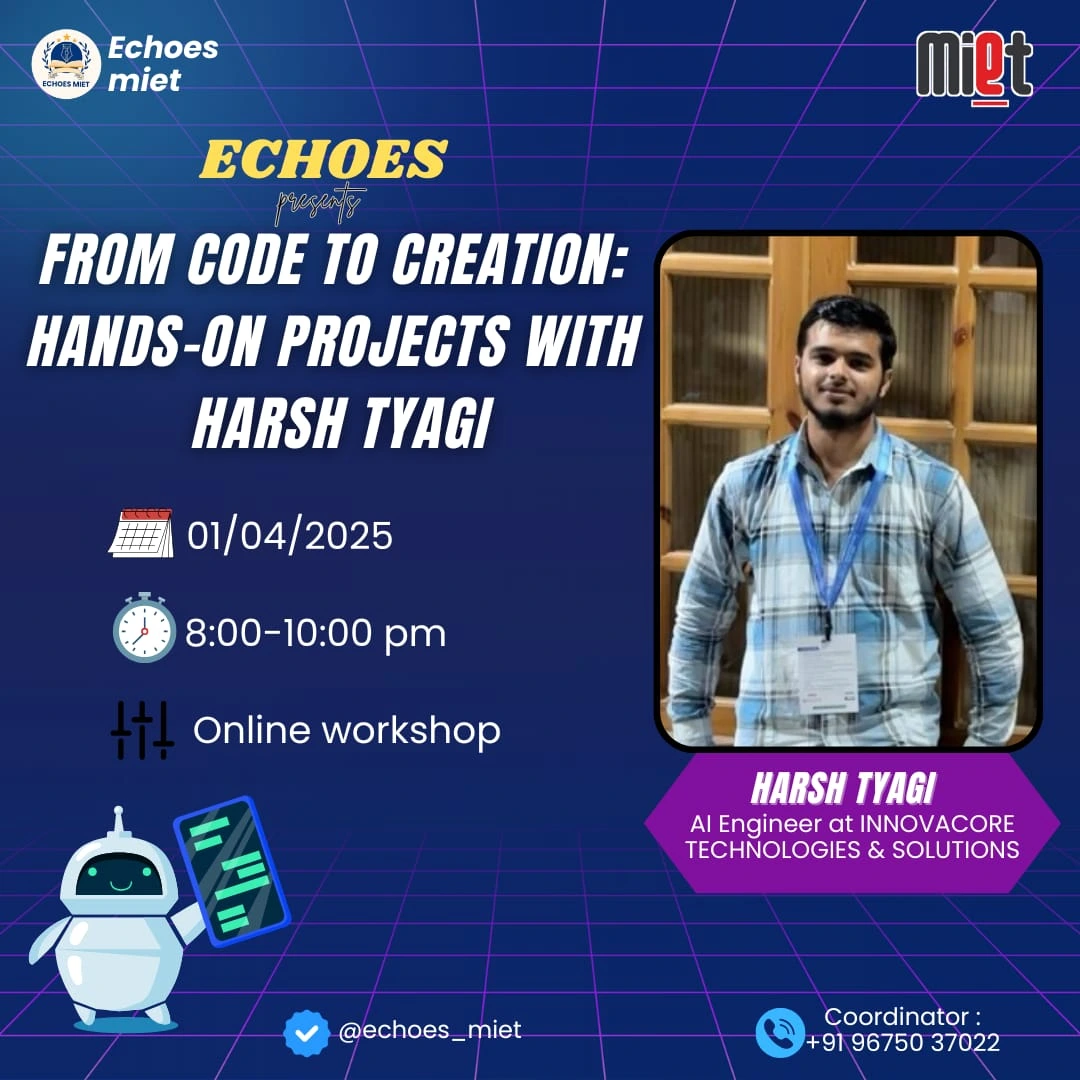 Echoes
miet
ECHOES MIET
miet
ECHOES
presents
FROM CODE TO CREATION:
HANDS-ON PROJECTS WITH
HARSH TYAGI
01/04/2025
8:00-10:00 pm
Online workshop
HARSH TYAGI
AI Engineer at INNOVACORE
TECHNOLOGIES & SOLUTIONS
@echoes_miet
Coordinator :
+91 96750 37022